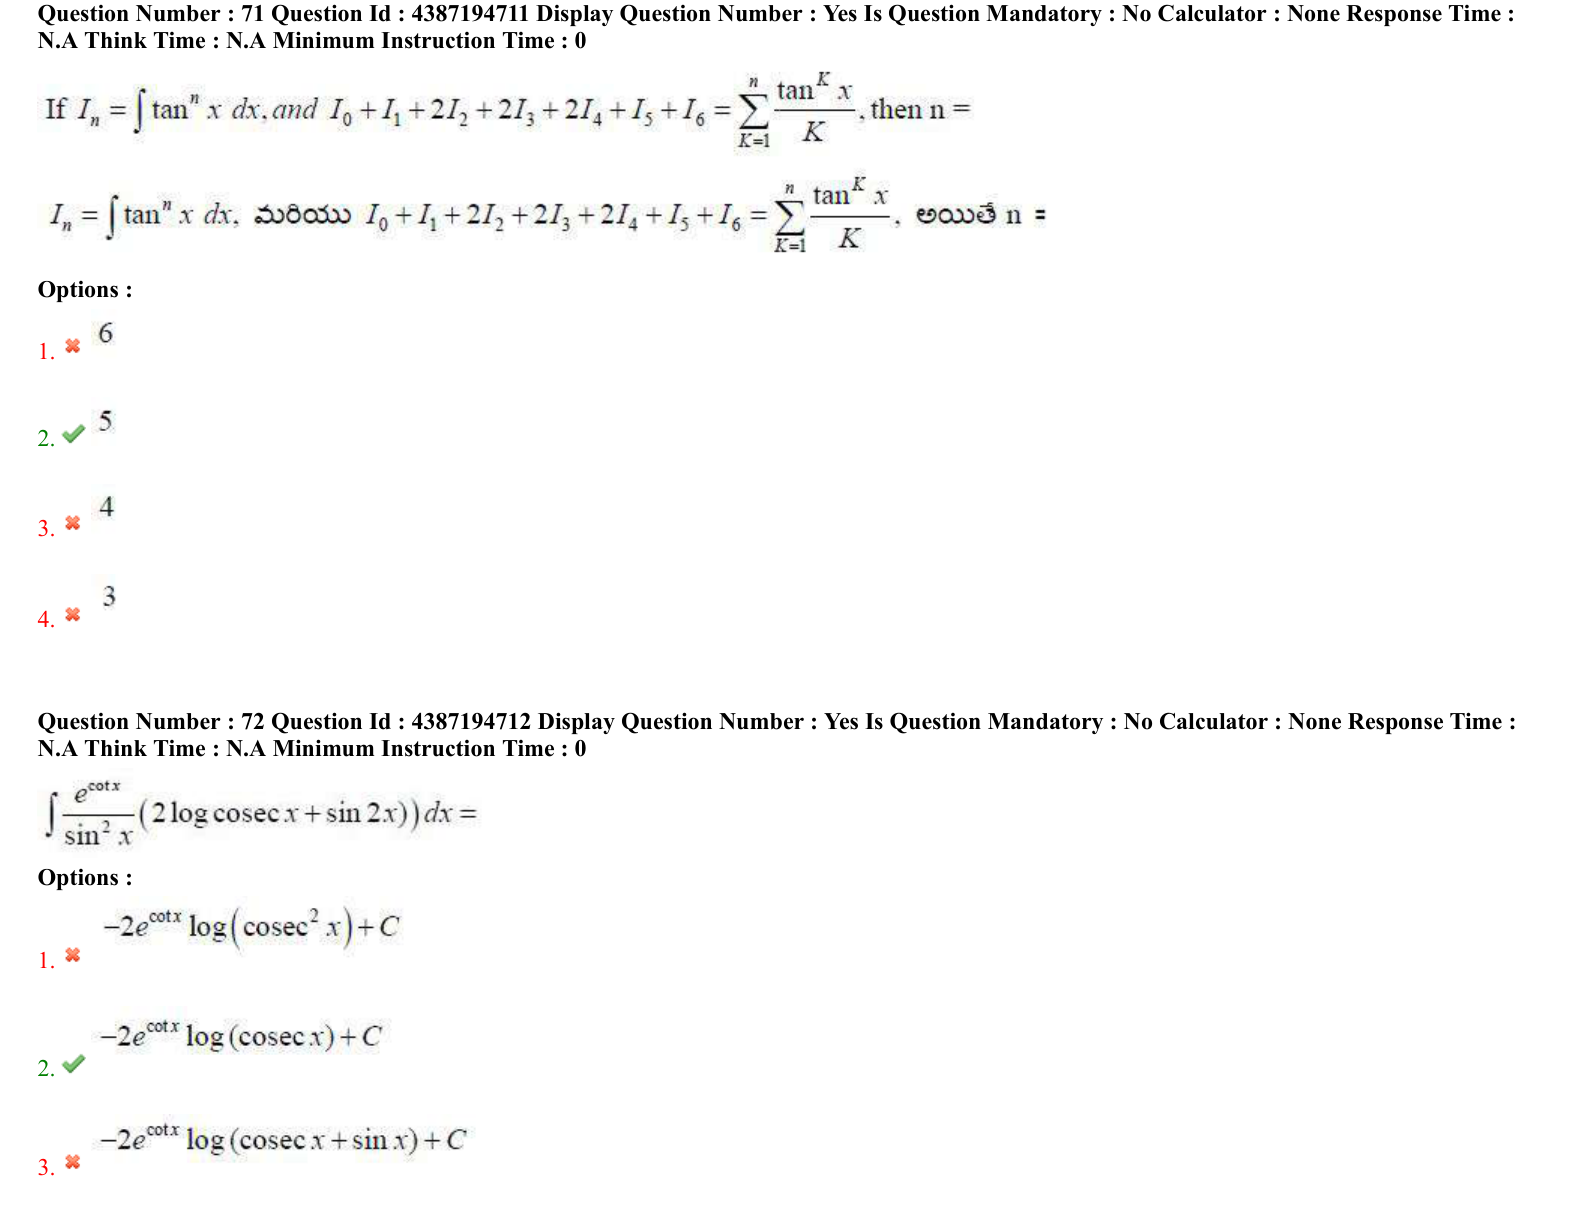 Question Number : 71 Question Id : 4387194711 Display Question Number : Yes Is Question Mandatory : No Calculator : None Response Time :
N.A Think Time : N.A Minimum Instruction Time : 0
If $I_n = \int \tan^n x \, dx, and \; I_0 + I_1 + 2I_2 + 2I_3 + 2I_4 + I_5 + I_6 = \sum_{K=1}^{n} \frac{\tan^K x}{K}$, then n =
$I_n = \int \tan^n x \, dx,$ మరియు $I_0 + I_1 + 2I_2 + 2I_3 + 2I_4 + I_5 + I_6 = \sum_{K=1}^{n} \frac{\tan^K x}{K}$, అయితే n =
Options :
1. 6
2. 5
3. 4
4. 3
Question Number : 72 Question Id : 4387194712 Display Question Number : Yes Is Question Mandatory : No Calculator : None Response Time :
N.A Think Time : N.A Minimum Instruction Time : 0
$\int \frac{e^{\cot x}}{\sin^2 x} (2 \log \cosec x + \sin 2x)) dx =$
Options :
1. $-2e^{\cot x} \log(\cosec^2 x) + C$
2. $-2e^{\cot x} \log(\cosec x) + C$
3. $-2e^{\cot x} \log(\cosec x + \sin x) + C$